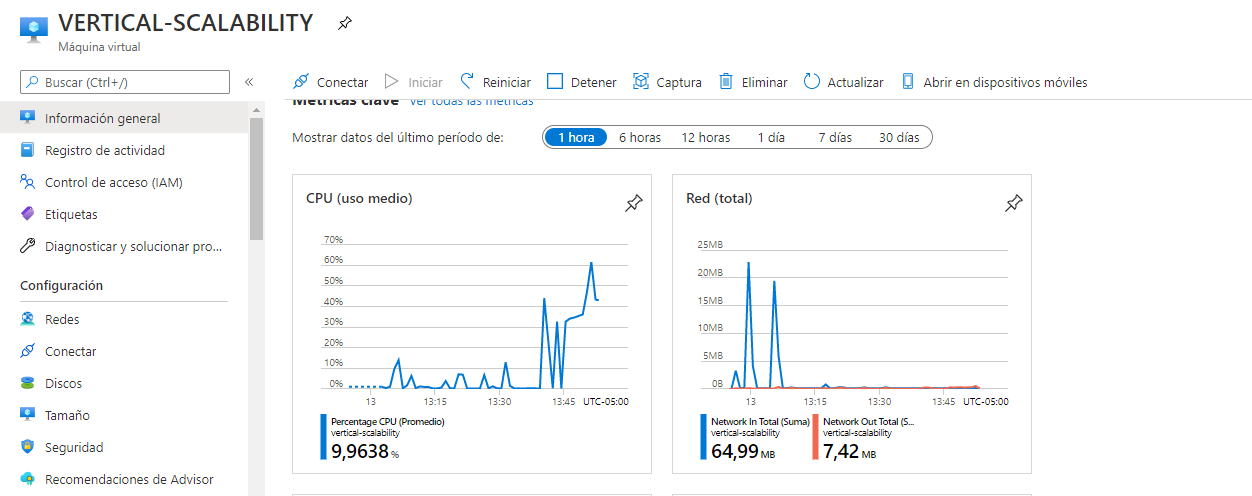 VERTICAL-SCALABILITY
Máquina virtual
Buscar (Ctrl+/)
«
Conectar
Iniciar
Reiniciar
Detener
Captura
Eliminar
Actualizar
Abrir en dispositivos móviles
Información general
Registro de actividad
Control de acceso (IAM)
Etiquetas
Diagnosticar y solucionar pro...
Configuración
Redes
Conectar
Discos
Tamaño
Seguridad
Recomendaciones de Advisor
Métricas clave Ver todas las métricas
Mostrar datos del último período de:
1 hora
6 horas
12 horas
1 día
7 días
30 días
CPU (uso medio)
70%
60%
50%
40%
30%
20%
10%
0%
13
13:15
13:30
13:45
UTC-05:00
Percentage CPU (Promedio)
vertical-scalability
9,9638 %
Red (total)
25MB
20MB
15MB
10MB
5MB
0B
13
13:15
13:30
13:45
UTC-05:00
Network In Total (Suma)
vertical-scalability
64,99 MB
Network Out Total (S...
vertical-scalability
7,42 MB